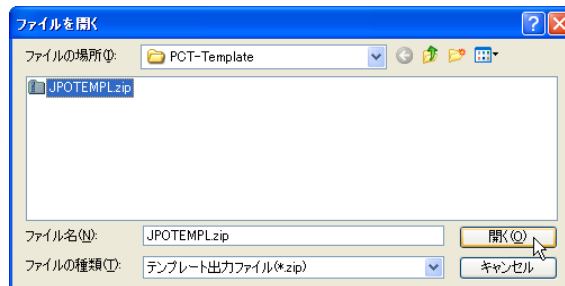 ファイルを開く
ファイルの場所(I): PCT-Template
JPOTEMPL.zip
ファイル名(N): JPOTEMPL.zip 開く(O)
ファイルの種類(T): テンプレート出力ファイル(*.zip) キャンセル